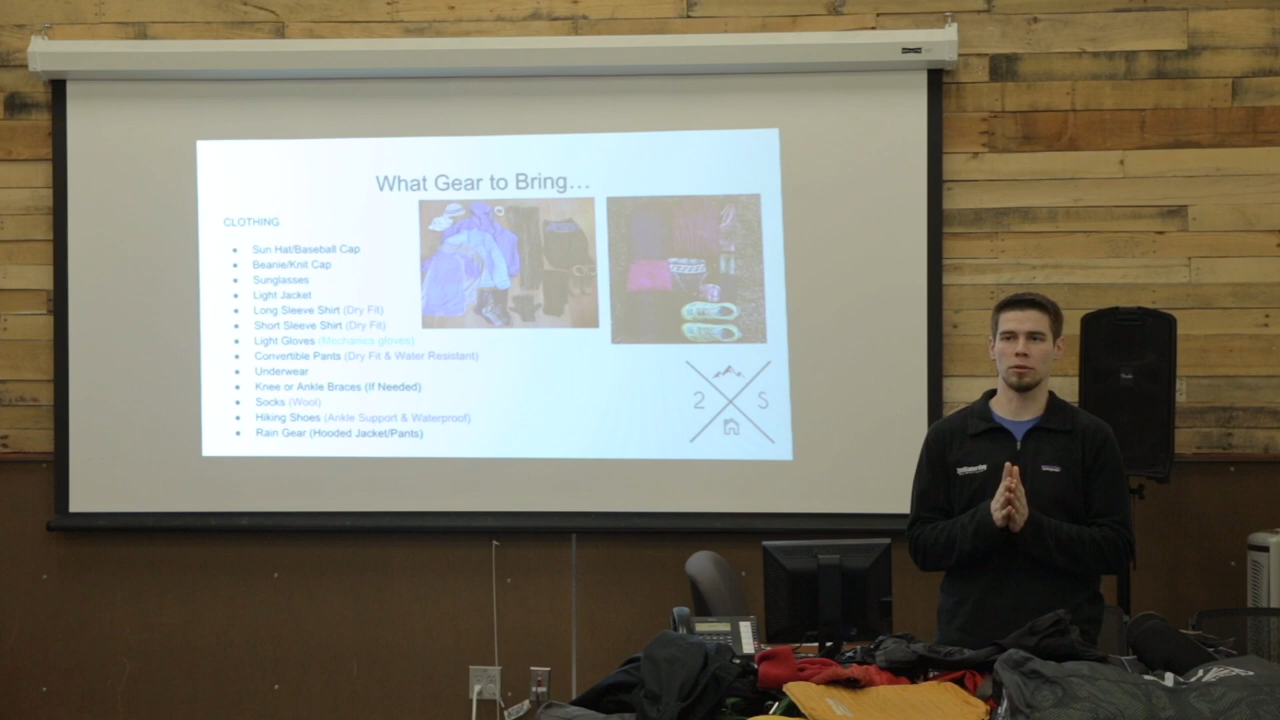 What Gear to Bring...
CLOTHING
Sun Hat/Baseball Cap
Beanie/Knit Cap
Sunglasses
Light Jacket
Long Sleeve Shirt (Dry Fit)
Short Sleeve Shirt (Dry Fit)
Light Gloves (Mechanics gloves)
Convertible Pants (Dry Fit & Water Resistant)
Underwear
Knee or Ankle Braces (If Needed)
Socks (Wool)
Hiking Shoes (Ankle Support & Waterproof)
Rain Gear (Hooded Jacket/Pants)
2 S